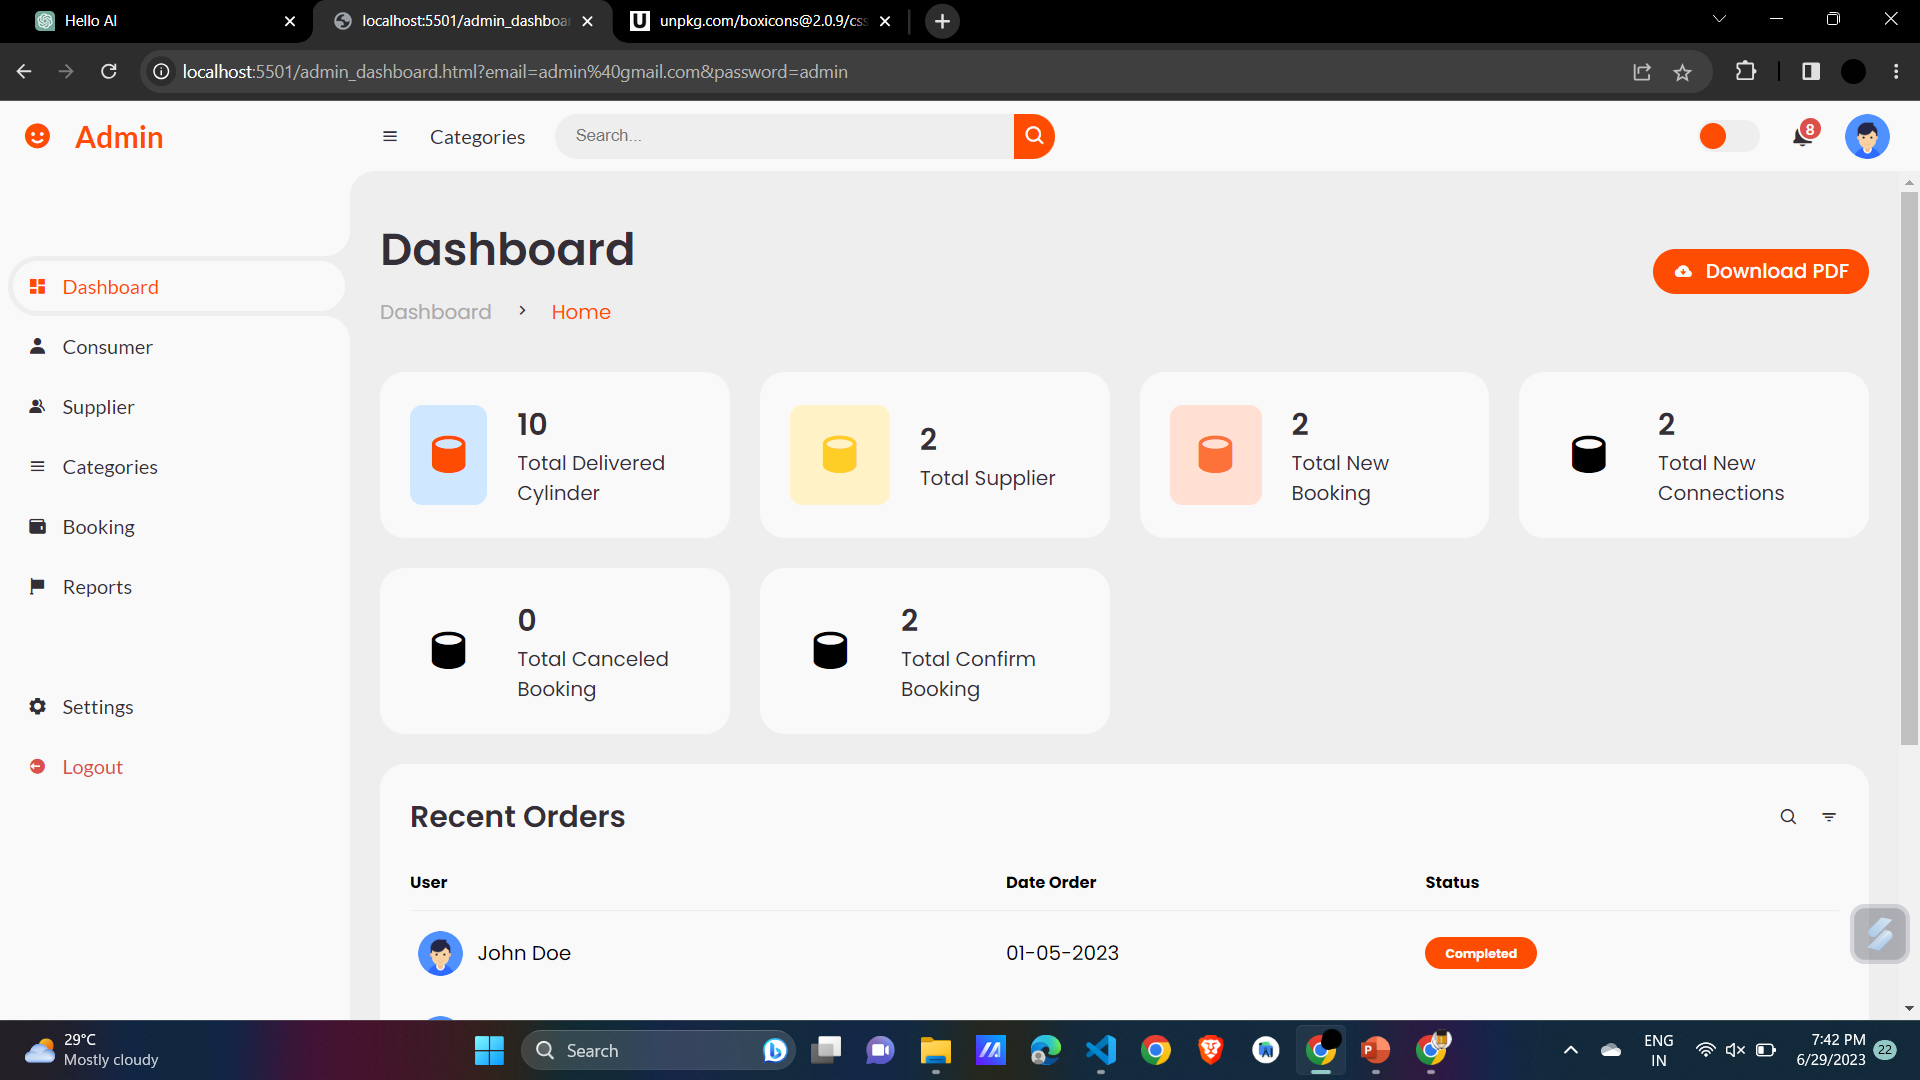 Hello AI
localhost:5501/admin_dashboa
unpkg.com/boxicons@2.0.9/css
localhost:5501/admin_dashboard.html?email=admin%40gmail.com&password=admin
Admin
Categories
Search...
8
Dashboard
Consumer
Supplier
Categories
Booking
Reports
Settings
Logout
Dashboard
Dashboard > Home
Download PDF
10
Total Delivered
Cylinder
2
Total Supplier
2
Total New
Booking
2
Total New
Connections
0
Total Canceled
Booking
2
Total Confirm
Booking
Recent Orders
User Date Order Status
John Doe 01-05-2023 Completed
29°C
Mostly cloudy
Search
ENG
IN
7:42 PM
6/29/2023
22